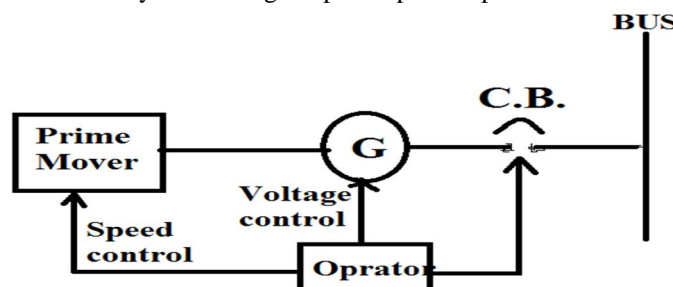 BUS
C.B.
Prime
Mover
G
Voltage
control
Speed
control
Oprator